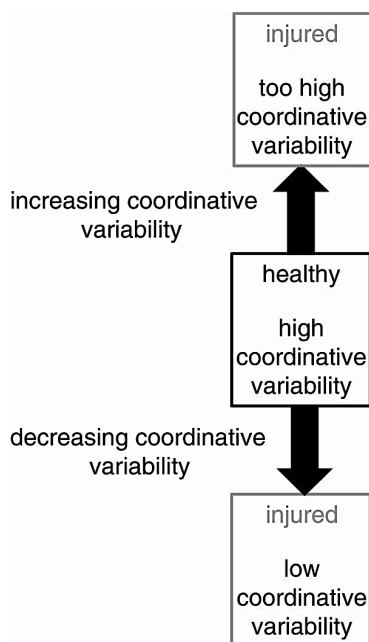 injured
too high
coordinative
variability
increasing coordinative
variability
healthy
high
coordinative
variability
decreasing coordinative
variability
injured
low
coordinative
variability